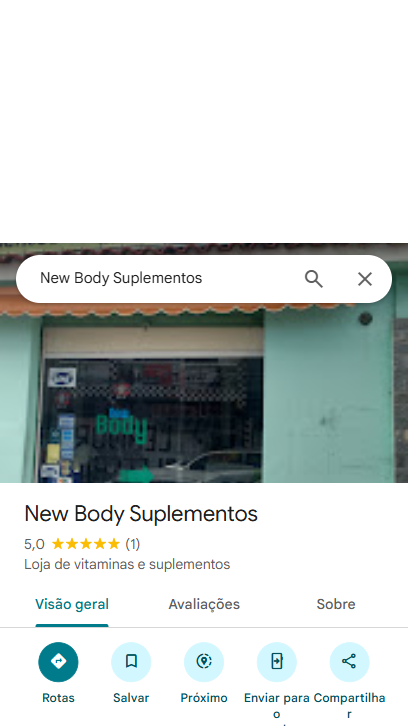 New Body Suplementos
Body
New Body Suplementos
5,0 (1)
Loja de vitaminas e suplementos
Visão geral
Avaliações
Sobre
Rotas
Salvar
Próximo
Enviar para
o
Compartilha
r